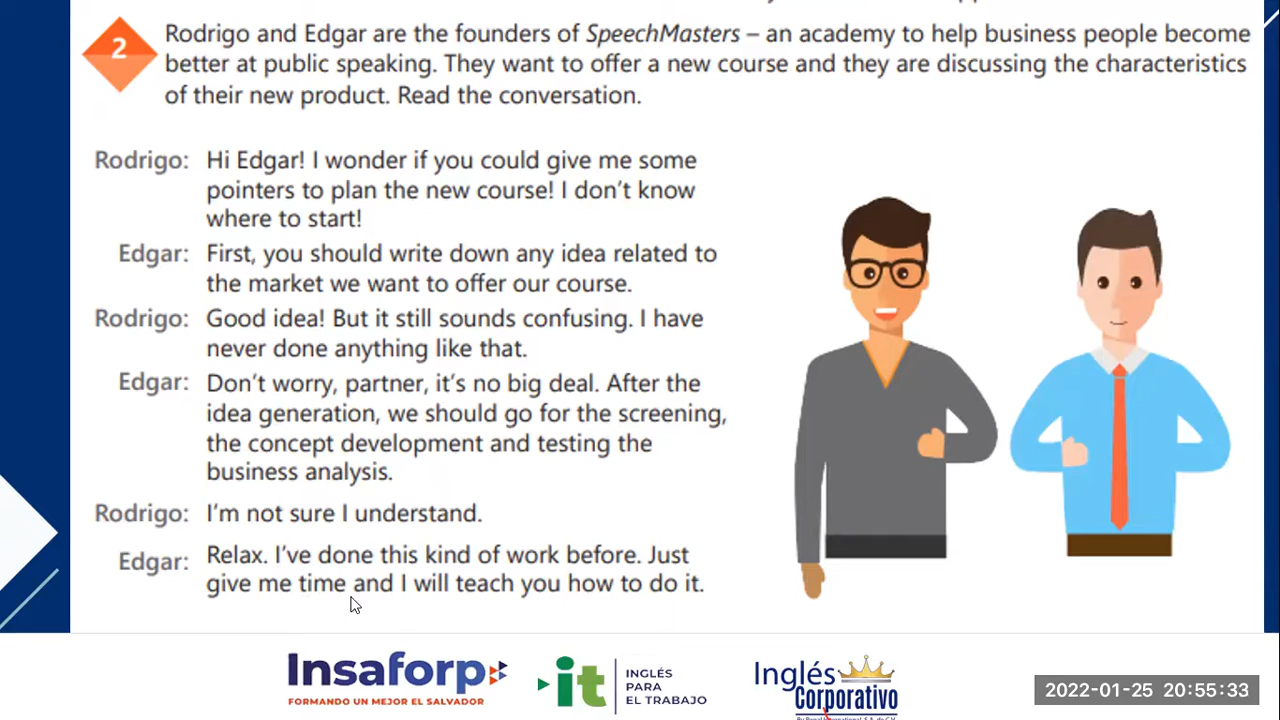 2
Rodrigo and Edgar are the founders of SpeechMasters – an academy to help business people become
better at public speaking. They want to offer a new course and they are discussing the characteristics
of their new product. Read the conversation.
Rodrigo: Hi Edgar! I wonder if you could give me some
pointers to plan the new course! I don't know
where to start!
Edgar: First, you should write down any idea related to
the market we want to offer our course.
Rodrigo: Good idea! But it still sounds confusing. I have
never done anything like that.
Edgar: Don't worry, partner, it's no big deal. After the
idea generation, we should go for the screening,
the concept development and testing the
business analysis.
Rodrigo: I'm not sure I understand.
Edgar: Relax. I've done this kind of work before. Just
give me time and I will teach you how to do it.
Insaforp
FORMANDO UN MEJOR EL SALVADOR
it
INGLÉS
PARA
EL TRABAJO
Inglés
Corporativo
2022-01-25 20:55:33